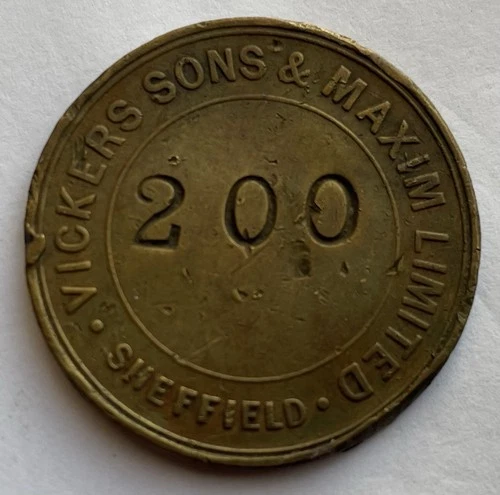 VICKERS SONS & MAXIM LIMITED
200
• SHEFFIELD •